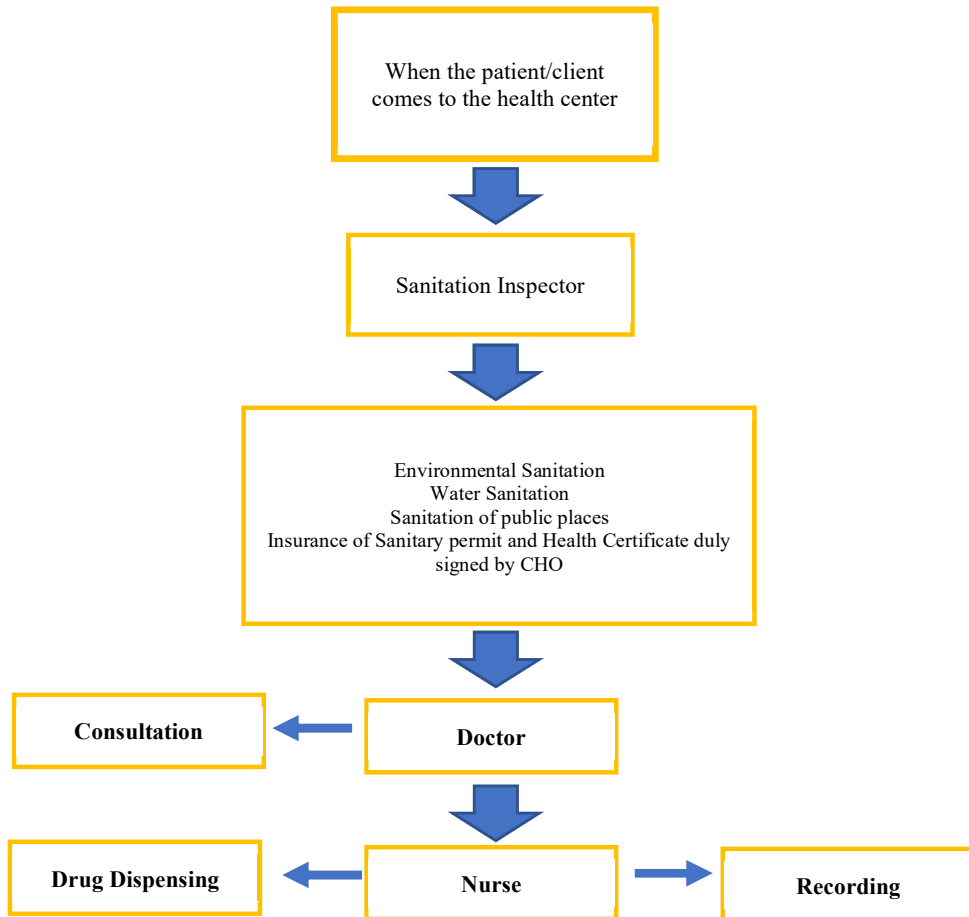 When the patient/client
comes to the health center
Sanitation Inspector
Environmental Sanitation
Water Sanitation
Sanitation of public places
Insurance of Sanitary permit and Health Certificate duly
signed by CHO
Consultation
Doctor
Drug Dispensing
Nurse
Recording